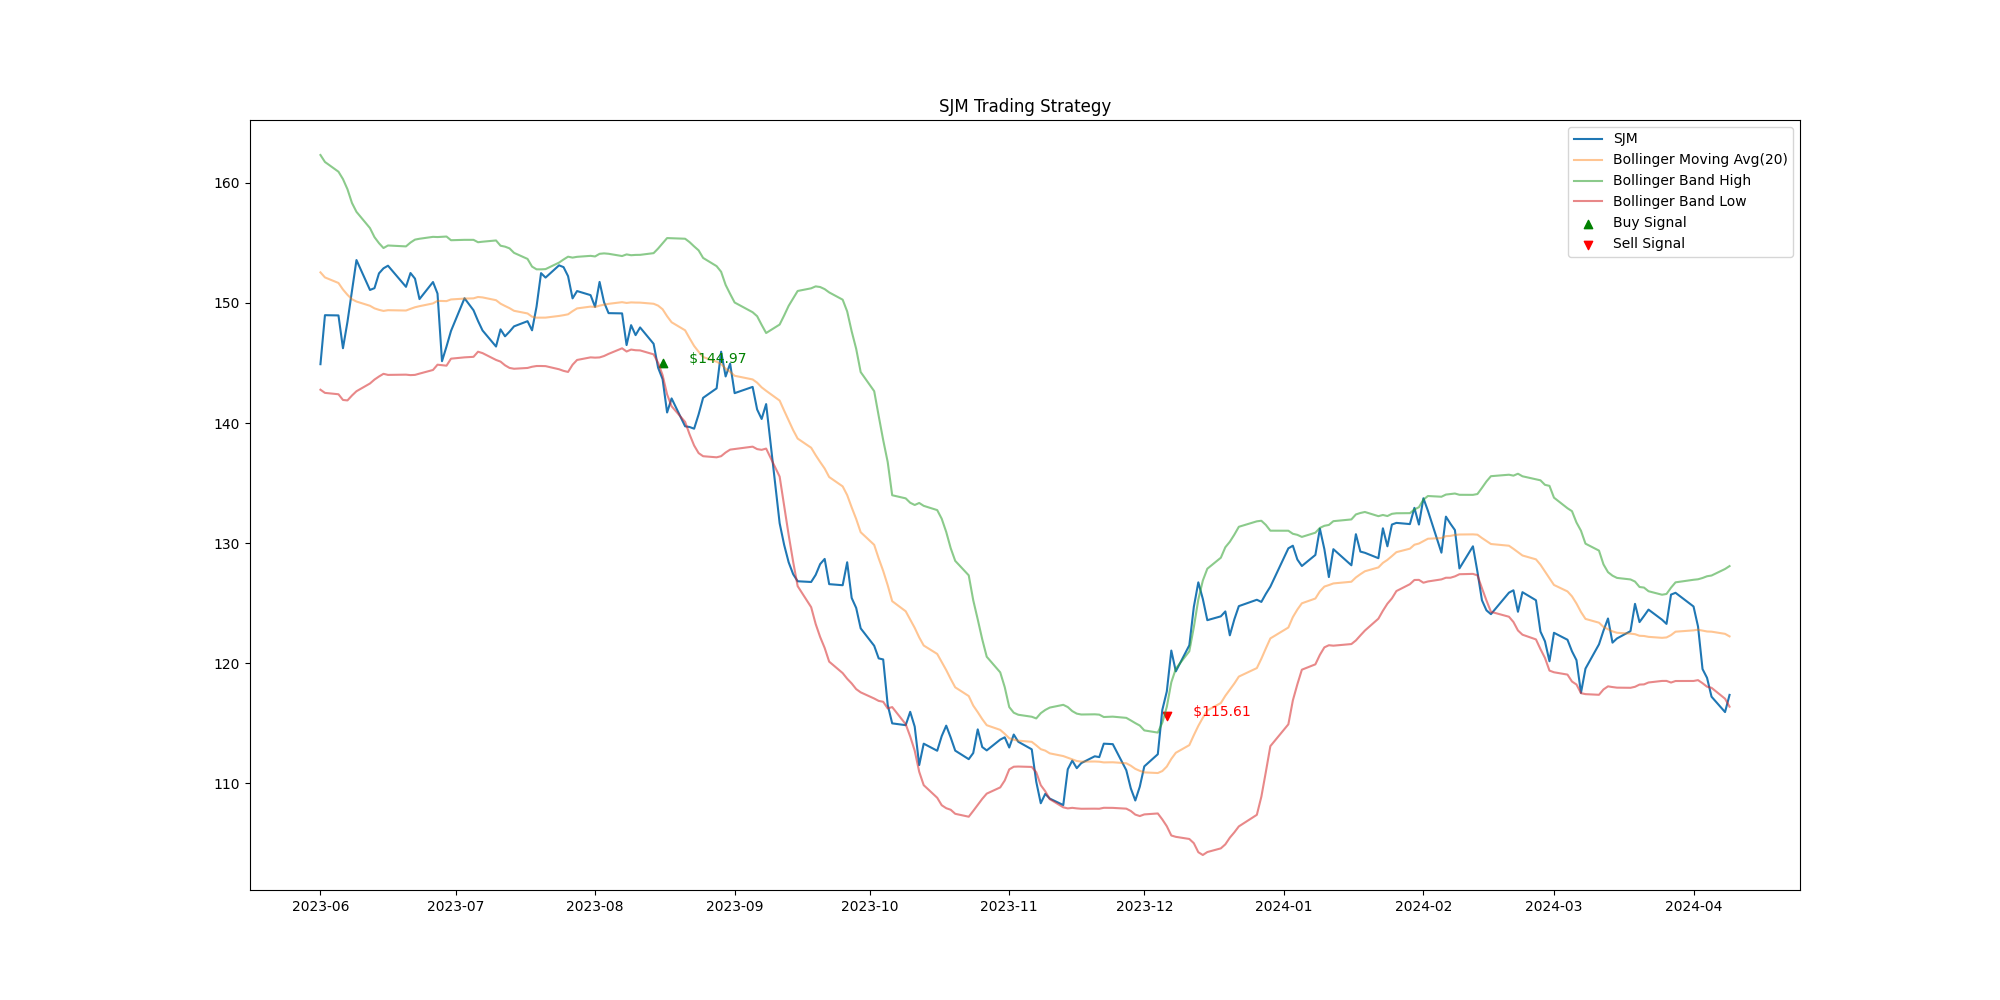 SJM Trading Strategy
SJM
Bollinger Moving Avg(20)
Bollinger Band High
Bollinger Band Low
Buy Signal
Sell Signal
160
150
140
130
120
110
$144.97
$115.61
2023-06 2023-07 2023-08 2023-09 2023-10 2023-11 2023-12 2024-01 2024-02 2024-03 2024-04